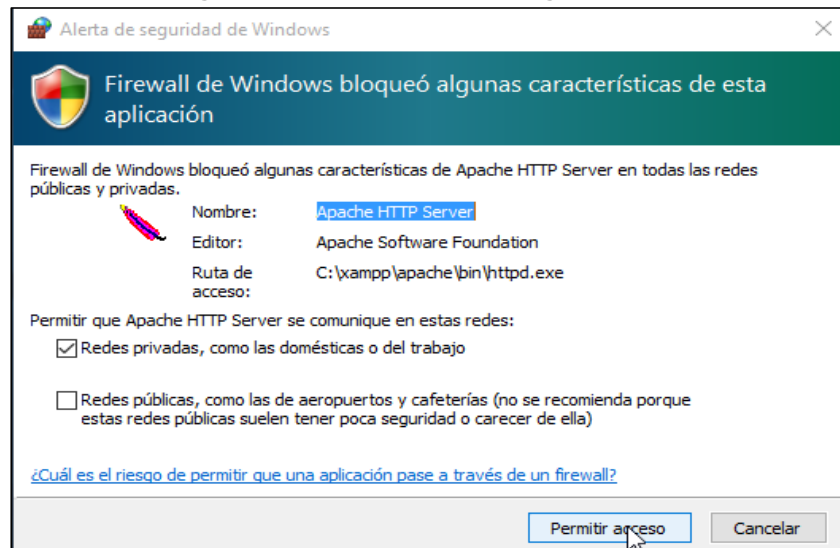 Alerta de seguridad de Windows
Firewall de Windows bloqueó algunas características de esta
aplicación
Firewall de Windows bloqueó algunas características de Apache HTTP Server en todas las redes
públicas y privadas.
Nombre: Apache HTTP Server
Editor: Apache Software Foundation
Ruta de C:\xampp\apache\bin\httpd.exe
acceso:
Permitir que Apache HTTP Server se comunique en estas redes:
Redes privadas, como las domésticas o del trabajo
Redes públicas, como las de aeropuertos y cafeterías (no se recomienda porque
estas redes públicas suelen tener poca seguridad o carecer de ella)
¿Cuál es el riesgo de permitir que una aplicación pase a través de un firewall?
Permitir acceso Cancelar